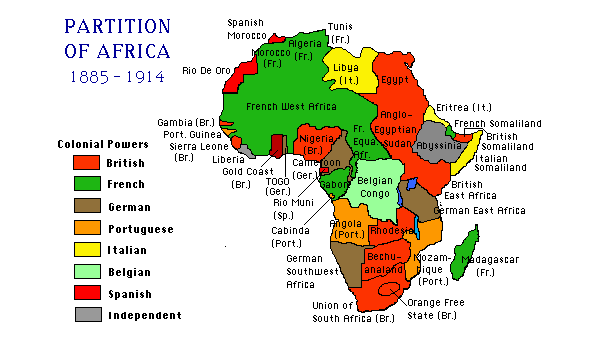 PARTITION
OF AFRICA
1885 - 1914
Colonial Powers
British
French
German
Portuguese
Italian
Belgian
Spanish
Independent
Spanish
Morocco
Tunis
(Fr.)
Morocco
(Fr.)
Algeria
(Fr.)
Libya
(It.)
Egypt
Rio De Oro
French West Africa
Anglo-
Egyptian
Sudan
Eritrea (It.)
French Somaliland
British
Somaliland
Italian
Somaliland
Abyssinia
Gambia (Br.)
Port. Guinea
Sierra Leone
(Br.)
Liberia
Gold Coast
(Br.)
TOGO
(Ger.)
Nigeria
(Br.)
Cameroon
(Ger.)
Fr.
Equa.
Afr.
Rio Muni
(Sp.)
Gabon
Cabinda
(Port.)
Belgian
Congo
British
East Africa
German East Africa
Angola
(Port.)
Rhodesia
German
Southwest
Africa
Bechu-
analand
Mozam-
bique
(Port.)
Madagascar
(Fr.)
Union of
South Africa (Br.)
Orange Free
State (Br.)